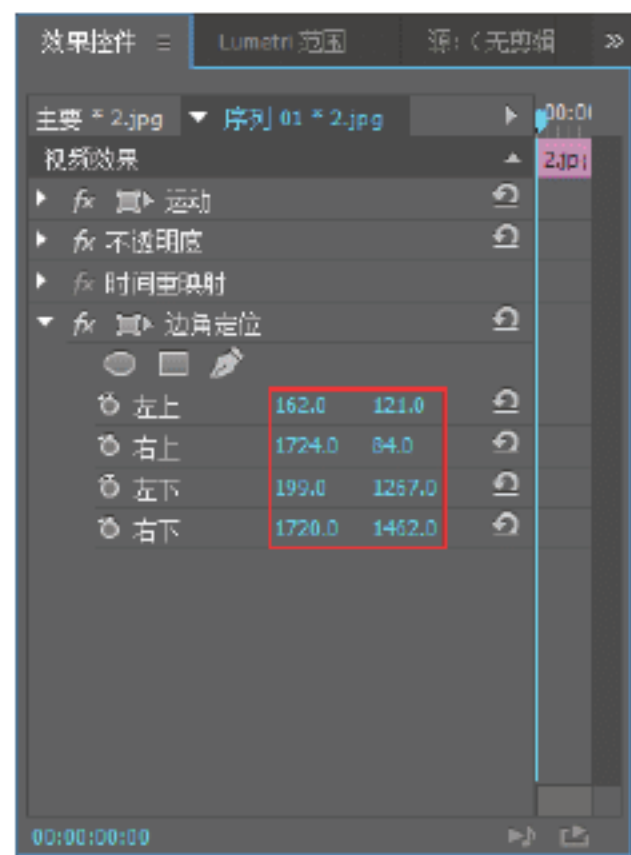 效果控件 ≡ Lumetri 范围 源:（无剪辑 »
主要 * 2.jpg 序列 01 * 2.jpg 00:00
视频效果 2.jpg
fx 运动
fx 不透明度
fx 时间重映射
fx 边角定位
左上 162.0 121.0
右上 1724.0 84.0
左下 199.0 1267.0
右下 1720.0 1462.0
00:00:00:00